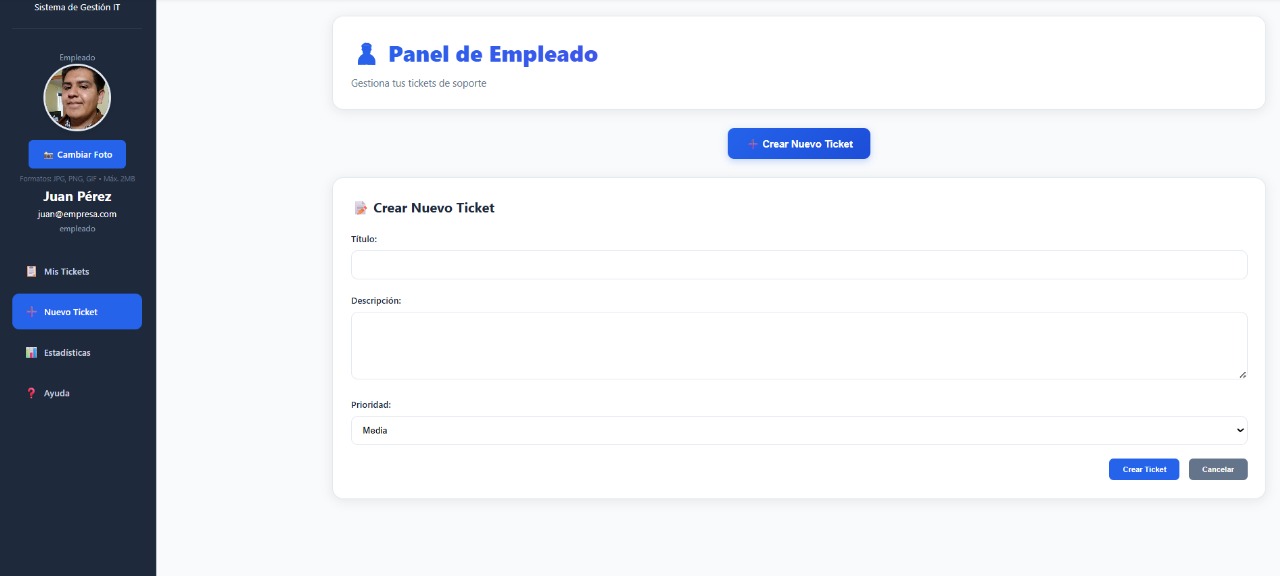 Sistema de Gestión IT
Empleado
Cambiar Foto
Formatos: JPG, PNG, GIF • Máx. 2MB
Juan Pérez
juan@empresa.com
empleado
Mis Tickets
Nuevo Ticket
Estadísticas
Ayuda
Panel de Empleado
Gestiona tus tickets de soporte
Crear Nuevo Ticket
Crear Nuevo Ticket
Título:
Descripción:
Prioridad:
Media
Crear Ticket
Cancelar